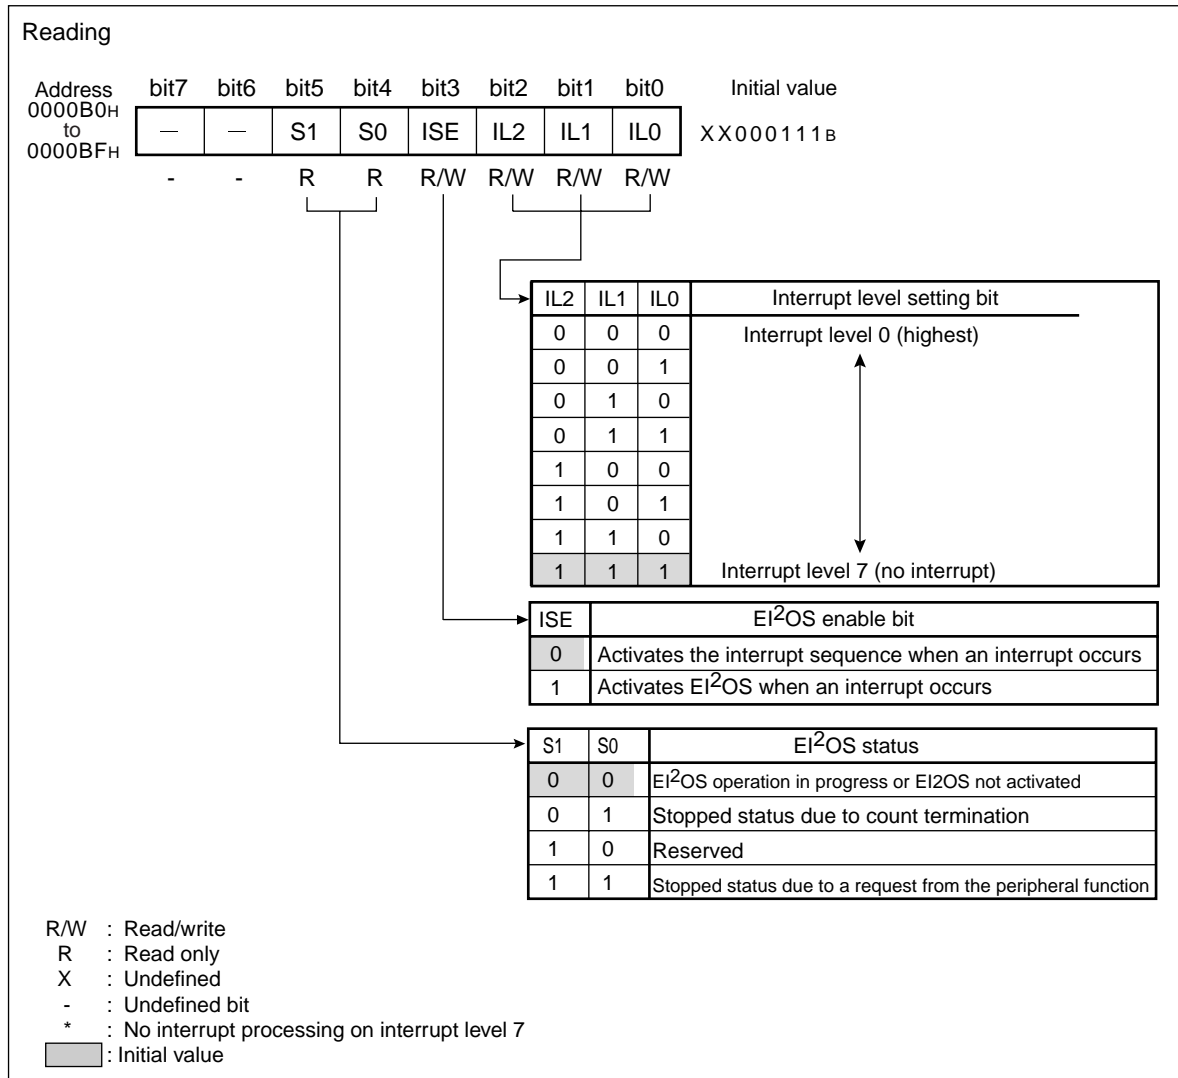 Reading
Address bit7 bit6 bit5 bit4 bit3 bit2 bit1 bit0 Initial value
0000B0H
to
0000BFH
— — S1 S0 ISE IL2 IL1 IL0 XX000111B
- - R R R/W R/W R/W R/W
IL2 IL1 IL0 Interrupt level setting bit
0 0 0 Interrupt level 0 (highest)
0 0 1
0 1 0
0 1 1
1 0 0
1 0 1
1 1 0
1 1 1 Interrupt level 7 (no interrupt)
ISE EI2OS enable bit
0 Activates the interrupt sequence when an interrupt occurs
1 Activates EI2OS when an interrupt occurs
S1 S0 EI2OS status
0 0 EI2OS operation in progress or EI2OS not activated
0 1 Stopped status due to count termination
1 0 Reserved
1 1 Stopped status due to a request from the peripheral function
R/W : Read/write
R : Read only
X : Undefined
- : Undefined bit
* : No interrupt processing on interrupt level 7
: Initial value